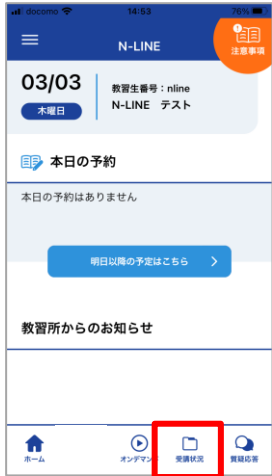 docomo 14:53 76%
N-LINE
注意事項
03/03
木曜日
教習生番号:nline
N-LINE テスト
本日の予約
本日の予約はありません
明日以降の予定はこちら
教習所からのお知らせ
ホーム
オンデマンド
受講状況
質疑応答